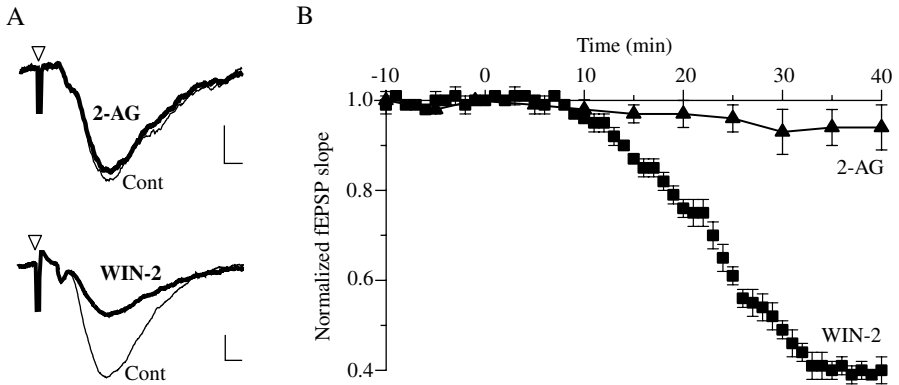 A
B
2-AG
Cont
WIN-2
Cont
Time (min)
-10 0 10 20 30 40
1.0
0.8
0.6
0.4
Normalized fEPSP slope
2-AG
WIN-2